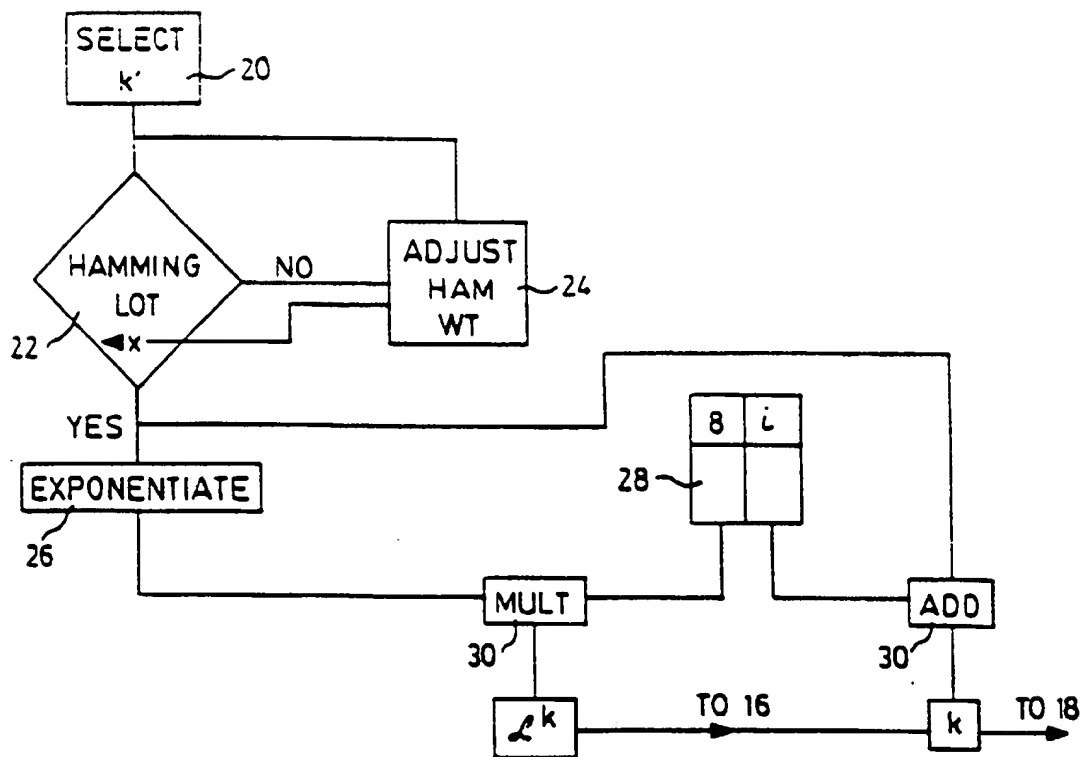 SELECT
k'
20
HAMMING
LOT
x
22
NO
ADJUST
HAM
WT
24
YES
EXPONENTIATE
26
8 i
28
MULT
30
ADD
30
ℒᵏ
TO 16
k
TO 18